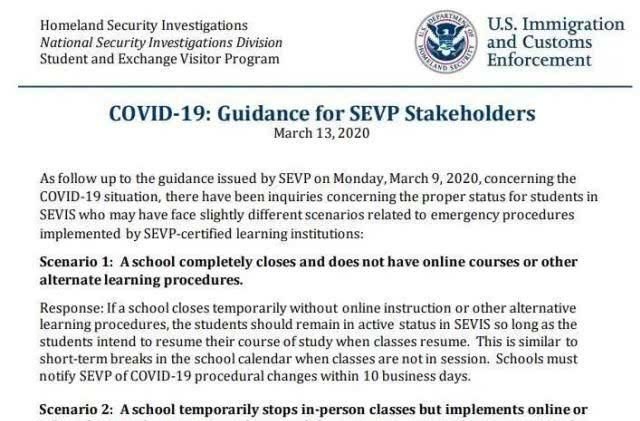 Homeland Security Investigations
National Security Investigations Division
Student and Exchange Visitor Program
U.S. DEPARTMENT OF HOMELAND SECURITY
U.S. Immigration
and Customs
Enforcement
COVID-19: Guidance for SEVP Stakeholders
March 13, 2020
As follow up to the guidance issued by SEVP on Monday, March 9, 2020, concerning the
COVID-19 situation, there have been inquiries concerning the proper status for students in
SEVIS who may have face slightly different scenarios related to emergency procedures
implemented by SEVP-certified learning institutions:
Scenario 1: A school completely closes and does not have online courses or other
alternate learning procedures.
Response: If a school closes temporarily without online instruction or other alternative
learning procedures, the students should remain in active status in SEVIS so long as the
students intend to resume their course of study when classes resume. This is similar to
short-term breaks in the school calendar when classes are not in session. Schools must
notify SEVP of COVID-19 procedural changes within 10 business days.
Scenario 2: A school temporarily stops in-person classes but implements online or